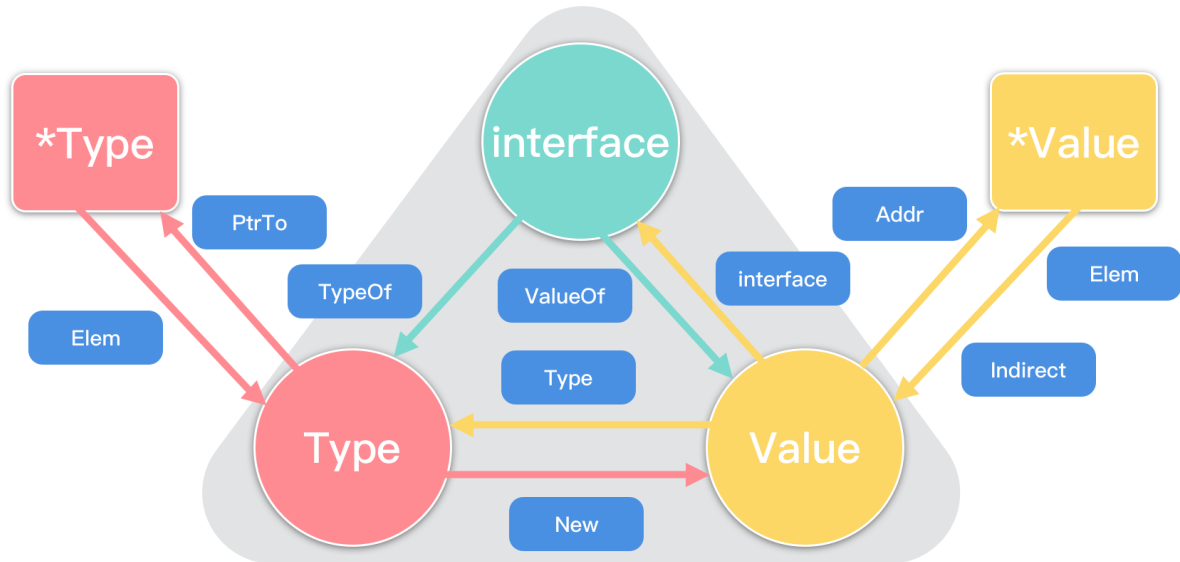 *Type
interface
*Value
PtrTo
Addr
TypeOf
ValueOf
interface
Elem
Elem
Type
Indirect
Type
Value
New